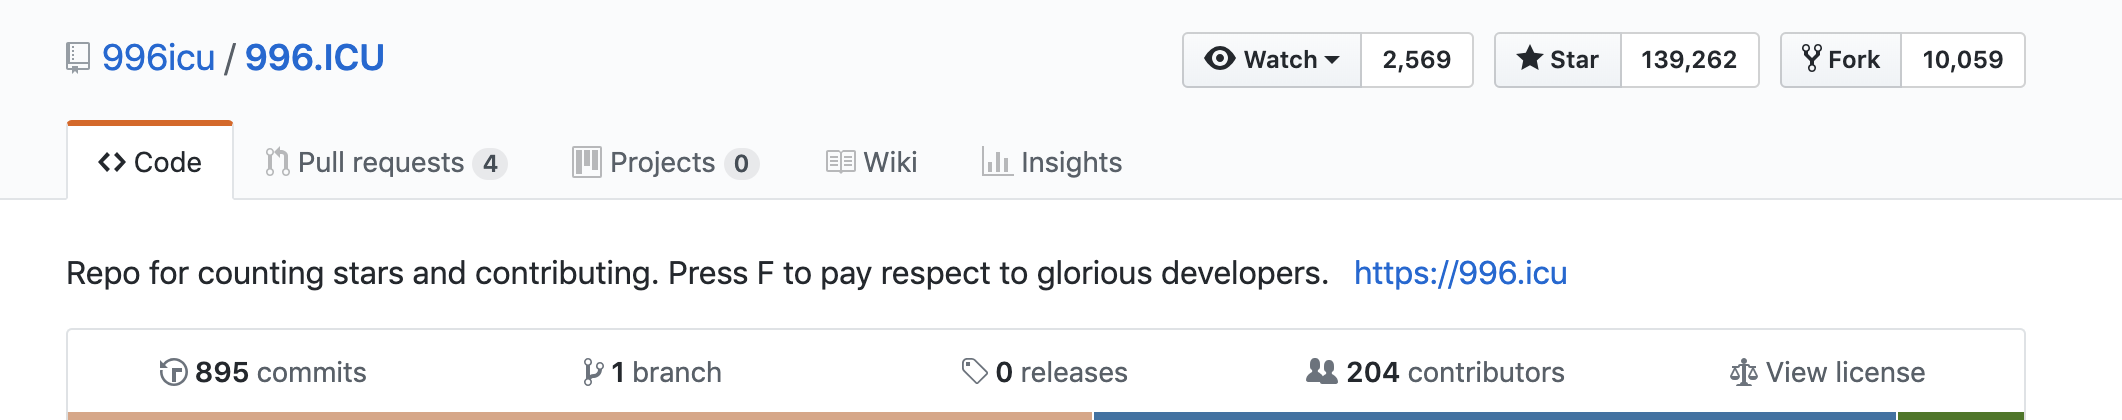 996icu / 996.ICU
Watch 2,569 Star 139,262 Fork 10,059
Code Pull requests 4 Projects 0 Wiki Insights
Repo for counting stars and contributing. Press F to pay respect to glorious developers. https://996.icu
895 commits 1 branch 0 releases 204 contributors View license